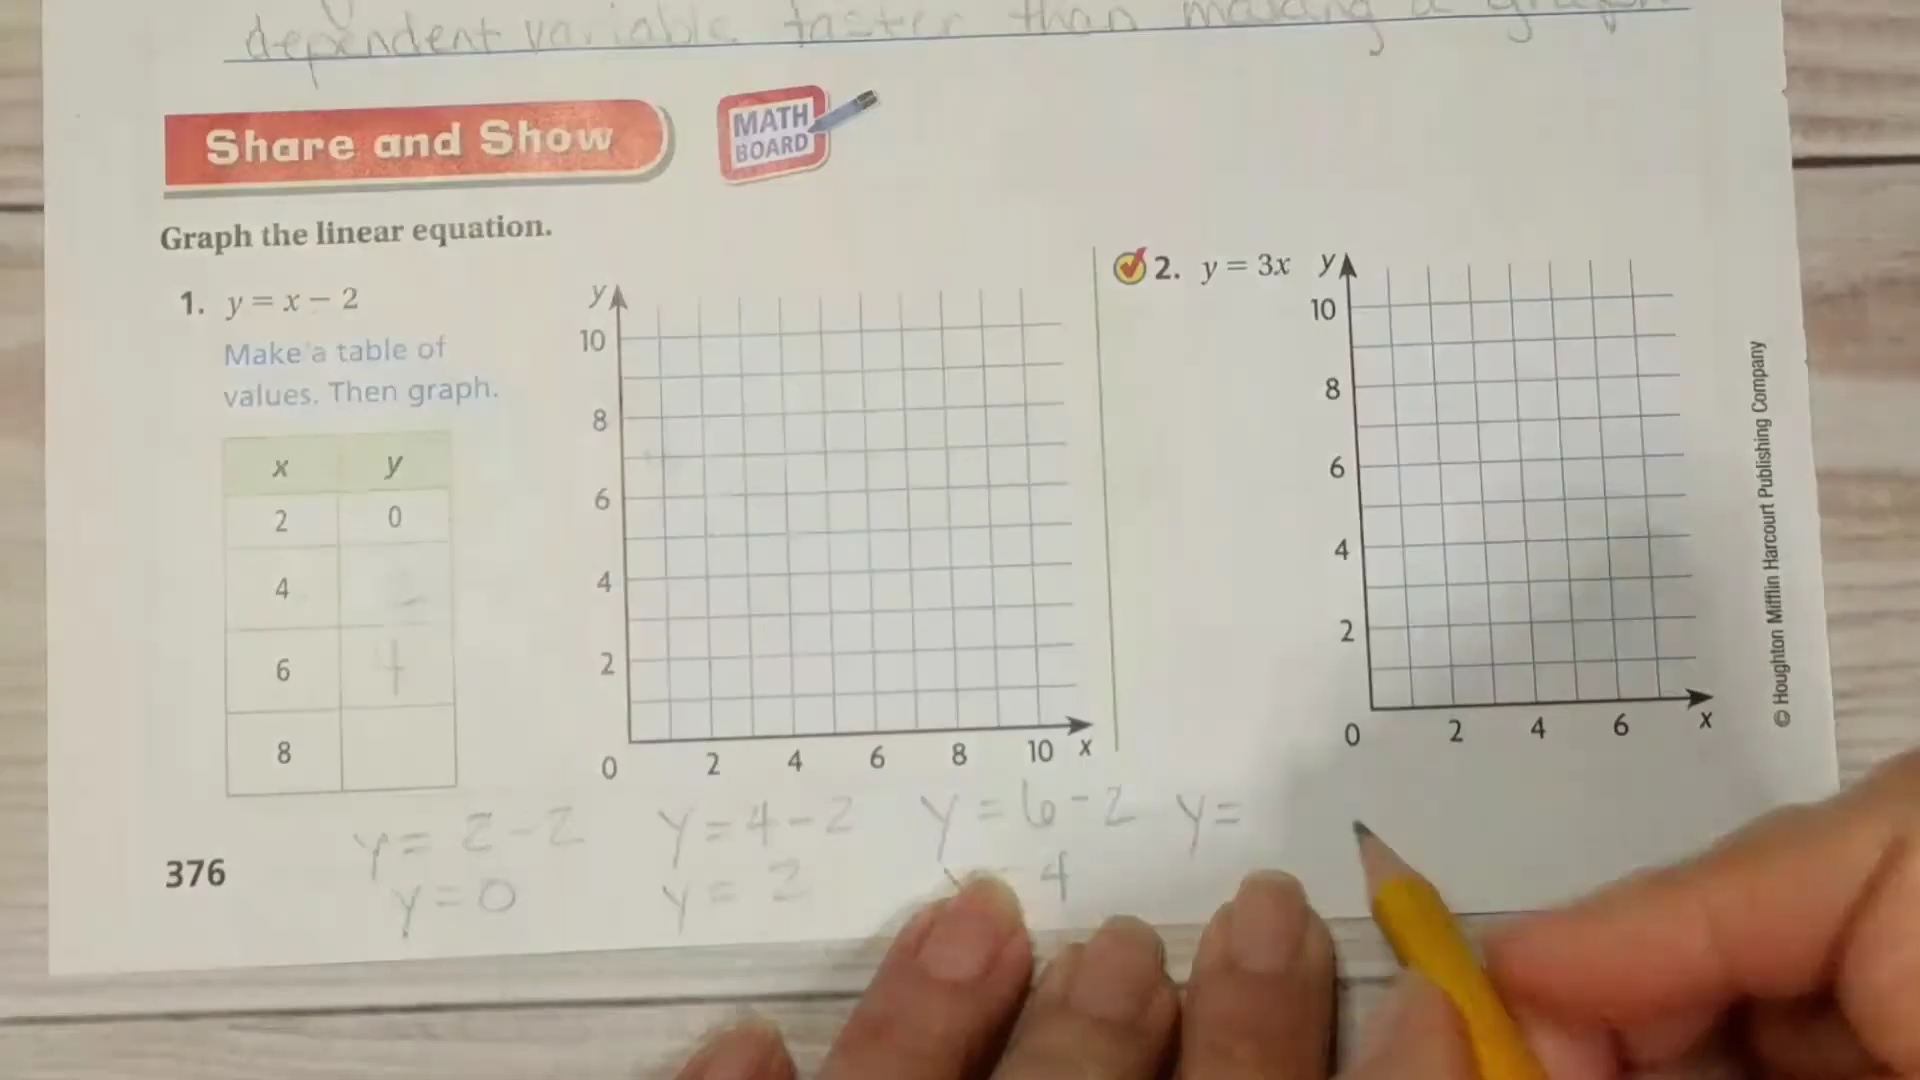 dependent variable faster than making a graph
Share and Show
MATH
BOARD
Graph the linear equation.
1. y = x − 2
Make a table of
values. Then graph.
x y
2 0
4
6 4
8
y
10
8
6
4
2
0 2 4 6 8 10 x
2. y = 3x
y
10
8
6
4
2
0 2 4 6 x
© Houghton Mifflin Harcourt Publishing Company
y = 2 - 2 y = 4 - 2 y = 6 - 2 y =
y = 0 y = 2 4
376